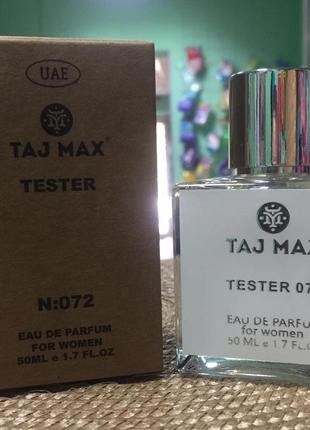 UAE
TAJ MAX®
TESTER
N:072
EAU DE PARFUM
FOR WOMEN
50ML e 1.7 FL.OZ
TAJ MAX
TESTER 07
EAU DE PARFU
for women
50 ML e 1.7 fl.oz